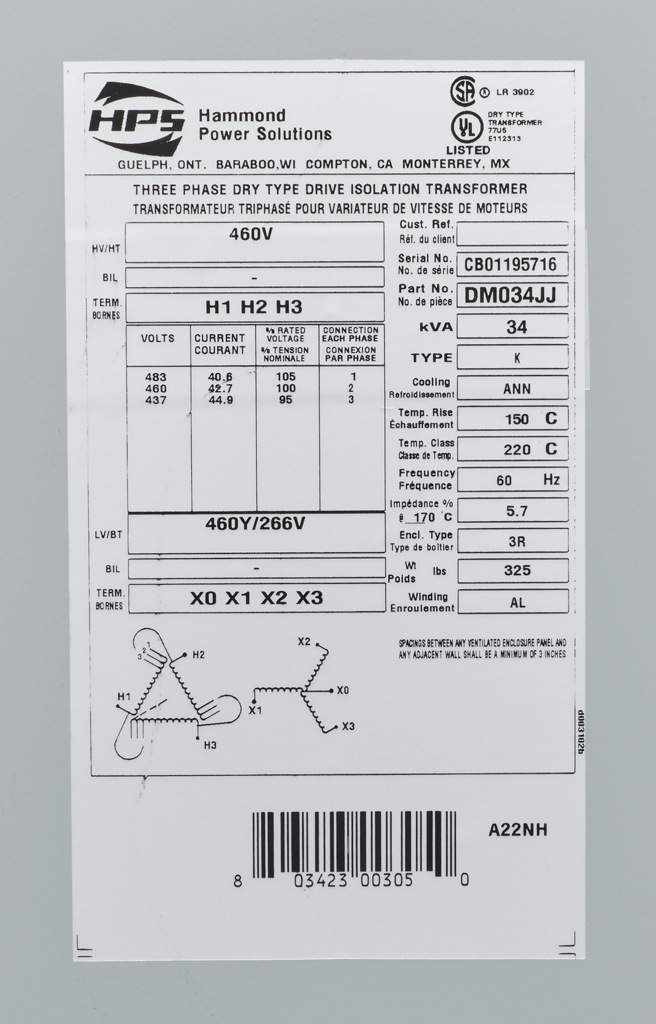 HPS
Hammond
Power Solutions
SA LR 3902
UL
LISTED
DRY TYPE
TRANSFORMER
77U5
E112313
GUELPH, ONT. BARABOO,WI COMPTON, CA MONTERREY, MX
THREE PHASE DRY TYPE DRIVE ISOLATION TRANSFORMER
TRANSFORMATEUR TRIPHASÉ POUR VARIATEUR DE VITESSE DE MOTEURS
HV/HT 460V
BIL -
TERM. BORNES H1 H2 H3
VOLTS CURRENT COURANT % RATED VOLTAGE % TENSION NOMINALE CONNECTION EACH PHASE CONNEXION PAR PHASE
483 40.6 105 1
460 42.7 100 2
437 44.9 95 3
LV/BT 460Y/266V
BIL -
TERM. BORNES X0 X1 X2 X3
Cust. Ref.
Réf. du client
Serial No.
No. de série CB01195716
Part No.
No. de pièce DM034JJ
kVA 34
TYPE K
Cooling
Refroidissement ANN
Temp. Rise
Échauffement 150 C
Temp. Class
Classe de Temp. 220 C
Frequency
Fréquence 60 Hz
Impédance %
@ 170 °C 5.7
Encl. Type
Type de boîtier 3R
Wt
Poids lbs 325
Winding
Enroulement AL
SPACINGS BETWEEN ANY VENTILATED ENCLOSURE PANEL AND
ANY ADJACENT WALL SHALL BE A MINIMUM OF 3 INCHES
1
2
3
H2
H1
H3
X2
X0
X1
X3
d003102b
A22NH
8 03423 00305 0